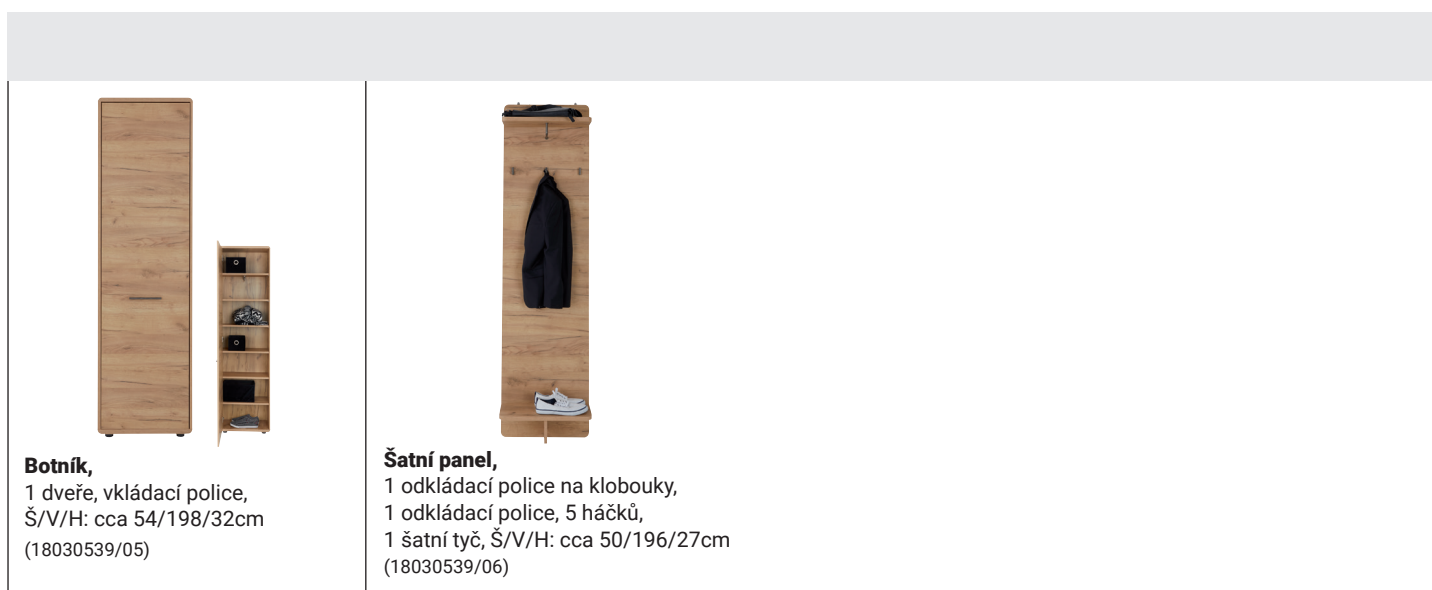 Botník,
1 dveře, vkládací police,
Š/V/H: cca 54/198/32cm
(18030539/05)
Šatní panel,
1 odkládací police na klobouky,
1 odkládací police, 5 háčků,
1 šatní tyč, Š/V/H: cca 50/196/27cm
(18030539/06)